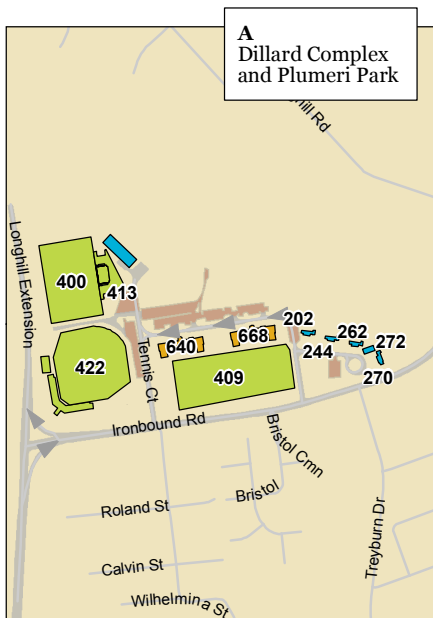 A
Dillard Complex
and Plumeri Park
Rd
Longhill Extension
400
413
202
262
272
640
668
244
270
422
409
Tennis Ct
Ironbound Rd
Bristol Cmn
Bristol
Roland St
Treyburn Dr
Calvin St
Wilhelmina St